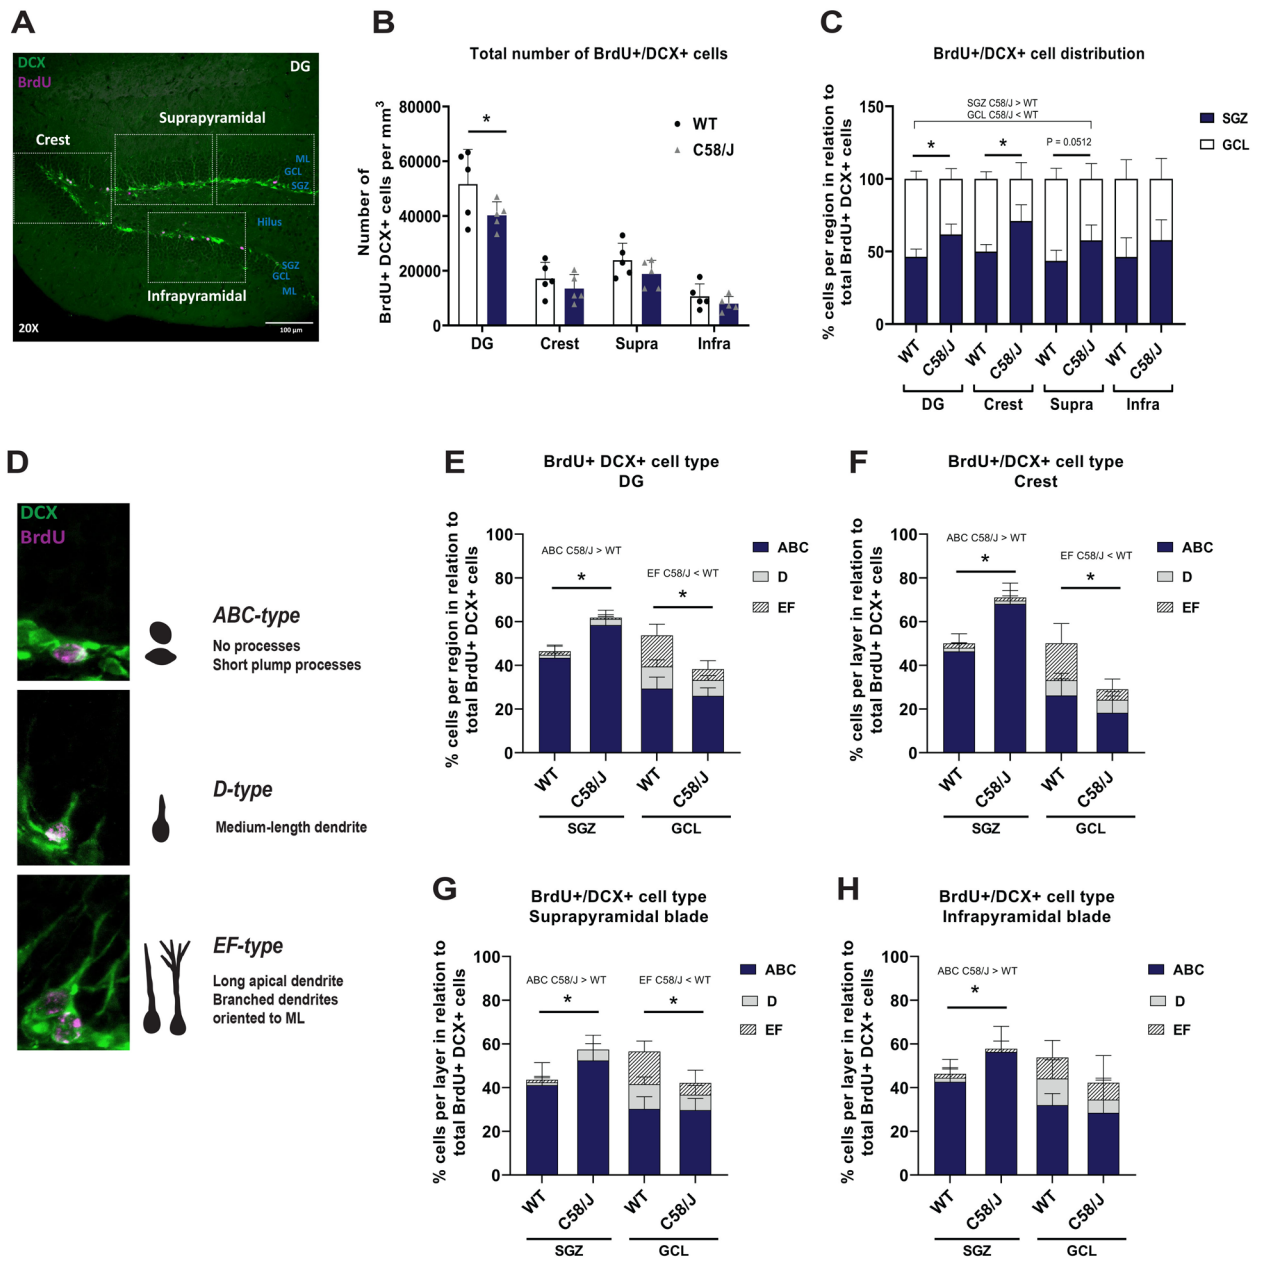 A
DCX
BrdU
DG
Suprapyramidal
Crest
ML
GCL
SGZ
Hilus
SGZ
GCL
ML
Infrapyramidal
20X
100 µm
B
Total number of BrdU+/DCX+ cells
Number of
BrdU+ DCX+ cells per mm³
80000
60000
40000
20000
0
*
WT
C58/J
DG
Crest
Supra
Infra
C
BrdU+/DCX+ cell distribution
% cells per region in relation to
total BrdU+ DCX+ cells
150
100
50
0
SGZ C58/J > WT
GCL C58/J < WT
*
*
P = 0.0512
SGZ
GCL
WT
C58/J
WT
C58/J
WT
C58/J
WT
C58/J
DG
Crest
Supra
Infra
D
DCX
BrdU
ABC-type
No processes
Short plump processes
D-type
Medium-length dendrite
EF-type
Long apical dendrite
Branched dendrites
oriented to ML
E
BrdU+ DCX+ cell type
DG
% cells per region in relation to
total BrdU+ DCX+ cells
100
80
60
40
20
0
ABC C58/J > WT
*
EF C58/J < WT
*
ABC
D
EF
WT
C58/J
WT
C58/J
SGZ
GCL
F
BrdU+/DCX+ cell type
Crest
% cells per layer in relation to
total BrdU+ DCX+ cells
100
80
60
40
20
0
ABC C58/J > WT
*
EF C58/J < WT
*
ABC
D
EF
WT
C58/J
WT
C58/J
SGZ
GCL
G
BrdU+/DCX+ cell type
Suprapyramidal blade
% cells per layer in relation to
total BrdU+ DCX+ cells
100
80
60
40
20
0
ABC C58/J > WT
*
EF C58/J < WT
*
ABC
D
EF
WT
C58/J
WT
C58/J
SGZ
GCL
H
BrdU+/DCX+ cell type
Infrapyramidal blade
% cells per layer in relation to
total BrdU+ DCX+ cells
100
80
60
40
20
0
ABC C58/J > WT
*
ABC
D
EF
WT
C58/J
WT
C58/J
SGZ
GCL